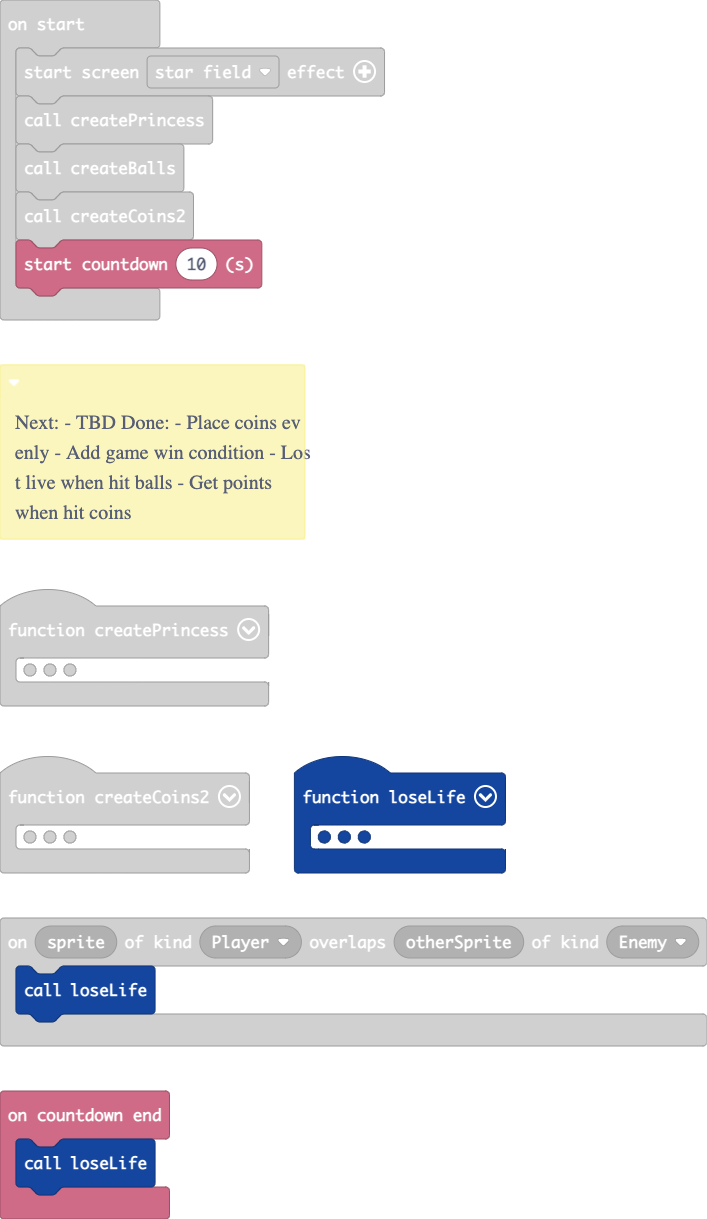 on start
start screen star field effect
call createPrincess
call createBalls
call createCoins2
start countdown 10 (s)
Next: - TBD Done: - Place coins ev
enly - Add game win condition - Los
t live when hit balls - Get points
when hit coins
function createPrincess
function createCoins2
function loseLife
on sprite of kind Player overlaps otherSprite of kind Enemy
call loseLife
on countdown end
call loseLife